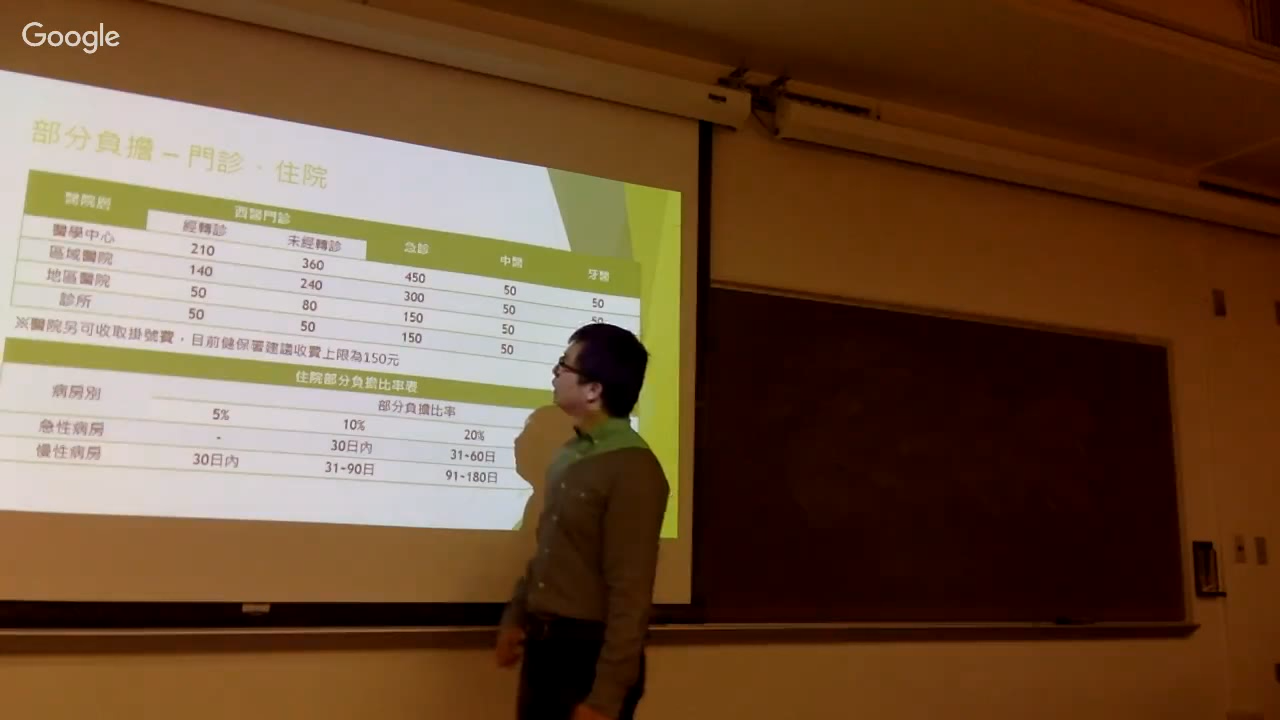 Google
部分負擔 – 門診‧住院
醫院層 西醫門診 急診 中醫 牙醫
經轉診 未經轉診
醫學中心 210 360 450 50 50
區域醫院 140 240 300 50 50
地區醫院 50 80 150 50
診所 50 50 150 50
※醫院另可收取掛號費，目前健保署建議收費上限為150元
住院部分負擔比率表
病房別 部分負擔比率
5% 10% 20%
急性病房 - 30日內 31~60日
慢性病房 30日內 31~90日 91~180日